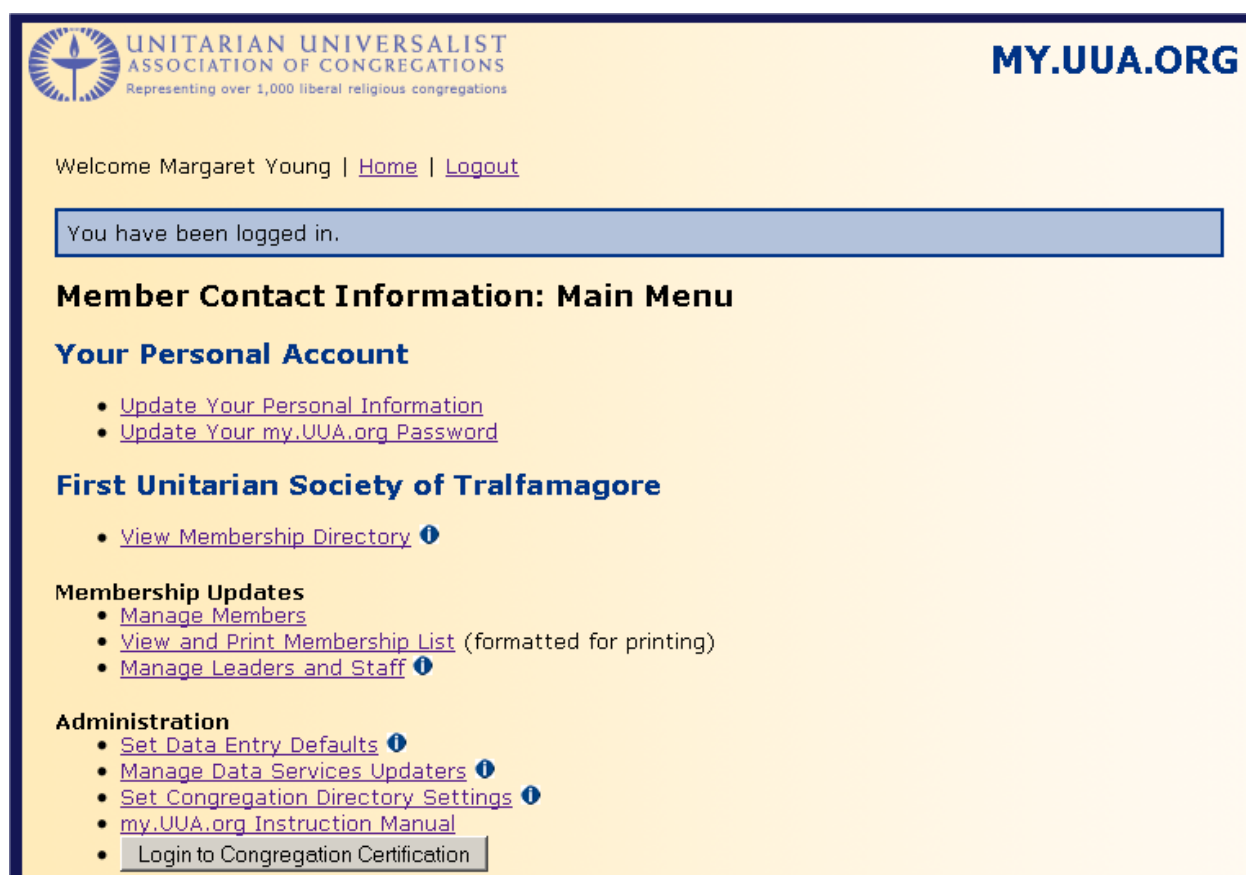 UNITARIAN UNIVERSALIST
ASSOCIATION OF CONGREGATIONS
Representing over 1,000 liberal religious congregations
MY.UUA.ORG
Welcome Margaret Young | Home | Logout
You have been logged in.
Member Contact Information: Main Menu
Your Personal Account
• Update Your Personal Information
• Update Your my.UUA.org Password
First Unitarian Society of Tralfamagore
• View Membership Directory i
Membership Updates
• Manage Members
• View and Print Membership List (formatted for printing)
• Manage Leaders and Staff i
Administration
• Set Data Entry Defaults i
• Manage Data Services Updaters i
• Set Congregation Directory Settings i
• my.UUA.org Instruction Manual
• Login to Congregation Certification